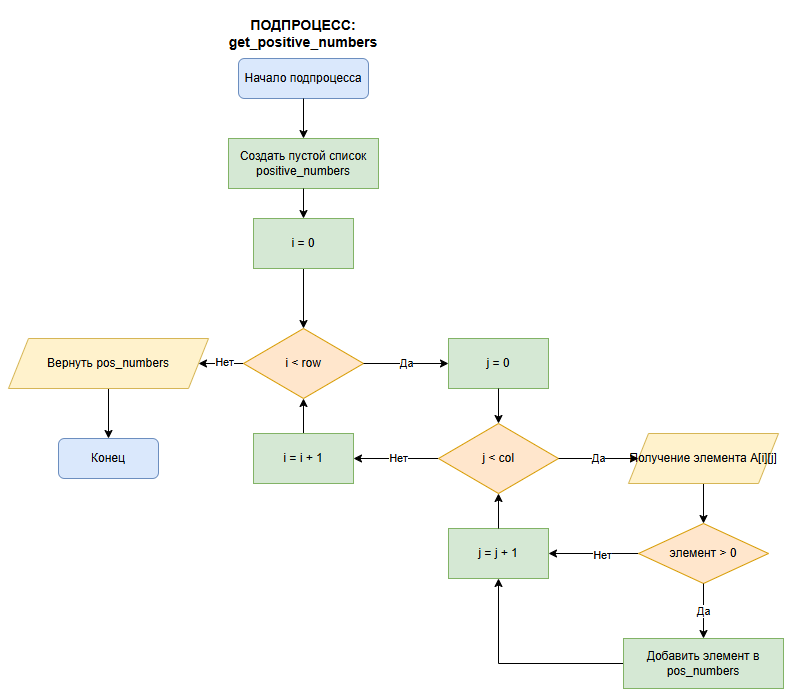 ПОДПРОЦЕСС:
get_positive_numbers
Начало подпроцесса
Создать пустой список
positive_numbers
i = 0
Вернуть pos_numbers
Нет
i < row
Да
j = 0
Конец
i = i + 1
Нет
j < col
Да
Получение элемента A[i][j]
j = j + 1
Нет
элемент > 0
Да
Добавить элемент в
pos_numbers